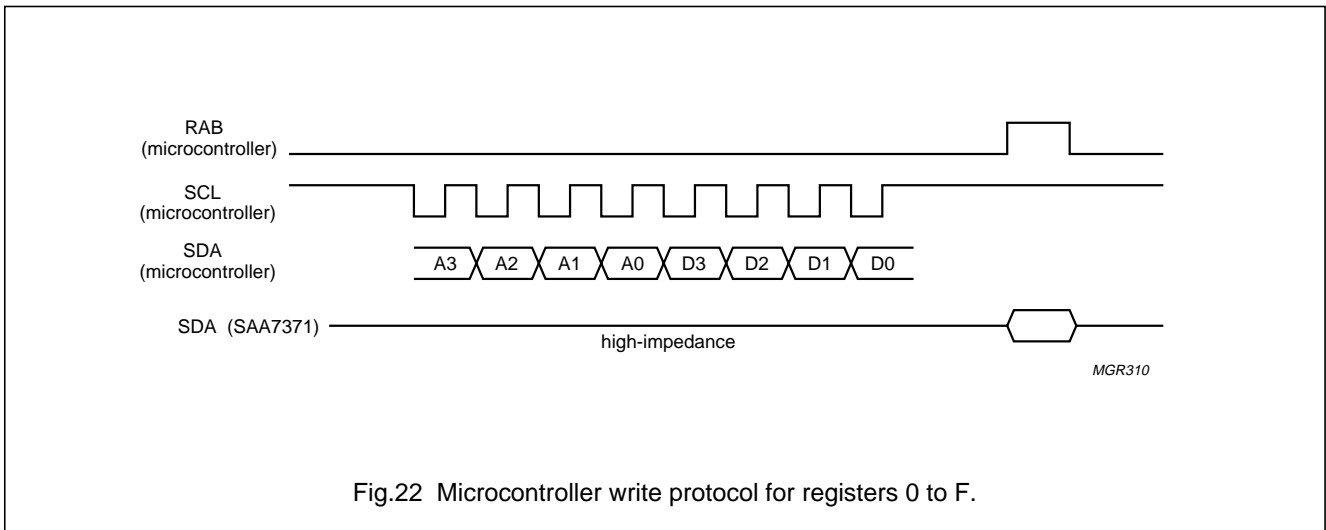 RAB
(microcontroller)
SCL
(microcontroller)
SDA
(microcontroller)
A3 A2 A1 A0 D3 D2 D1 D0
SDA (SAA7371)
high-impedance
MGR310
Fig.22 Microcontroller write protocol for registers 0 to F.